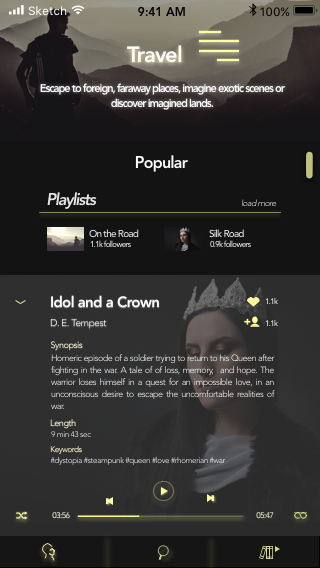 Sketch 9:41 AM 100%
Travel
Escape to foreign, faraway places, imagine exotic scenes or
discover imagined lands.
Popular
Playlists load more
On the Road Silk Road
1.1k followers 0.9k followers
Idol and a Crown 1.1k
D. E. Tempest 1.1k
Synopsis
Homeric episode of a soldier trying to return to his Queen after
fighting in the war. A tale of of loss, memory, and hope. The
warrior loses himself in a quest for an impossible love, in an
unconsciuous desire to escape the uncomfortable realities of
war.
Length
9 min 43 sec
Keywords
#dystopia #steampunk #queen #love #rhomerian #war
03:56 05:47